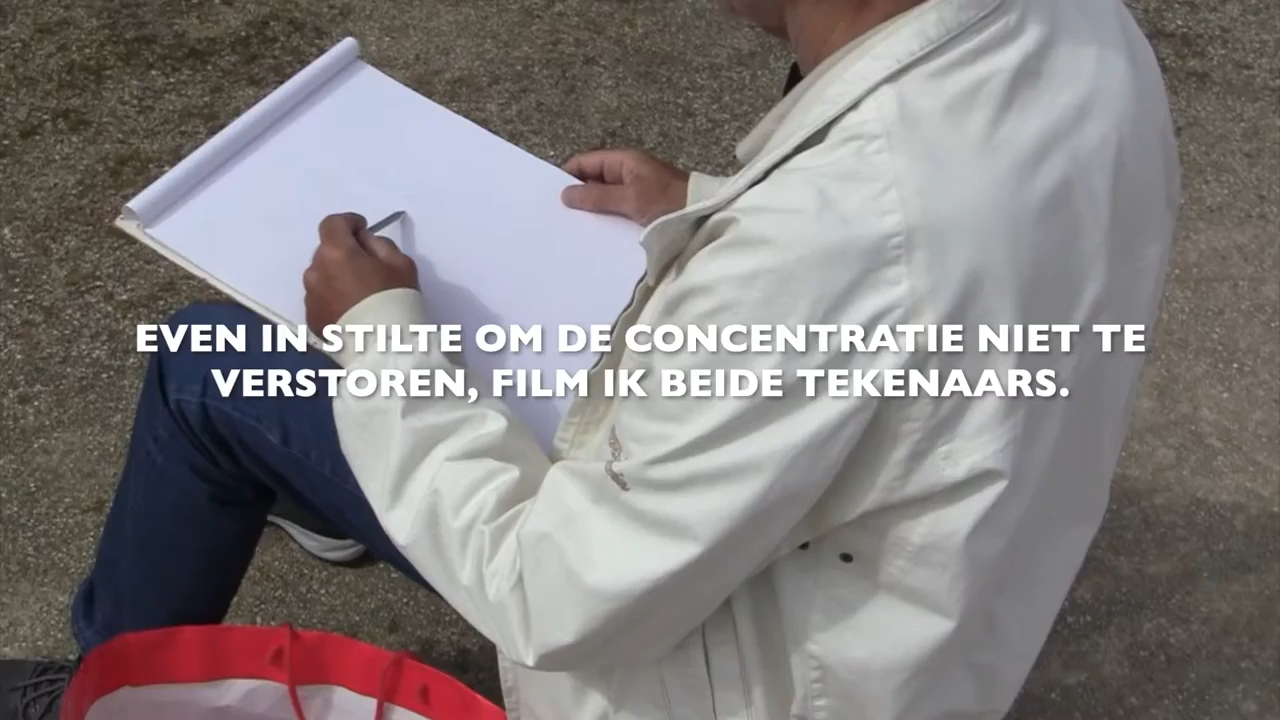 EVEN IN STILTE OM DE CONCENTRATIE NIET TE
VERSTOREN, FILM IK BEIDE TEKENAARS.